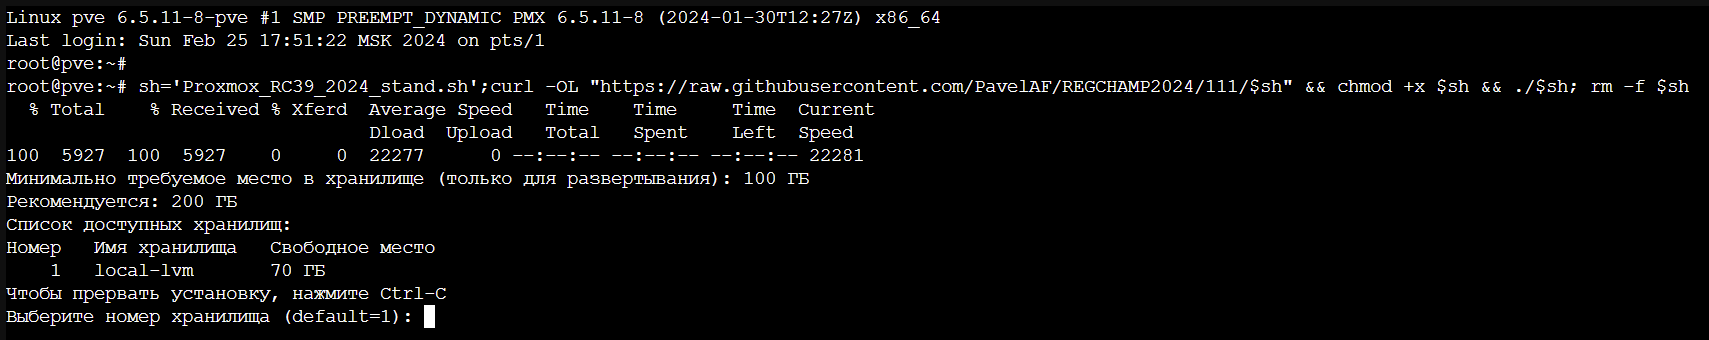 Linux pve 6.5.11-8-pve #1 SMP PREEMPT_DYNAMIC PMX 6.5.11-8 (2024-01-30T12:27Z) x86_64
Last login: Sun Feb 25 17:51:22 MSK 2024 on pts/1
root@pve:~#
root@pve:~# sh='Proxmox_RC39_2024_stand.sh';curl -OL "https://raw.githubusercontent.com/PavelAF/REGCHAMP2024/111/$sh" && chmod +x $sh && ./$sh; rm -f $sh
  % Total    % Received % Xferd  Average Speed   Time    Time     Time  Current
                                 Dload  Upload   Total   Spent    Left  Speed
100  5927  100  5927    0     0  22277      0 --:--:-- --:--:-- --:--:-- 22281
Минимально требуемое место в хранилище (только для развертывания): 100 ГБ
Рекомендуется: 200 ГБ
Список доступных хранилищ:
Номер   Имя хранилища   Свободное место
    1   local-lvm       70 ГБ
Чтобы прервать установку, нажмите Ctrl-C
Выберите номер хранилища (default=1):